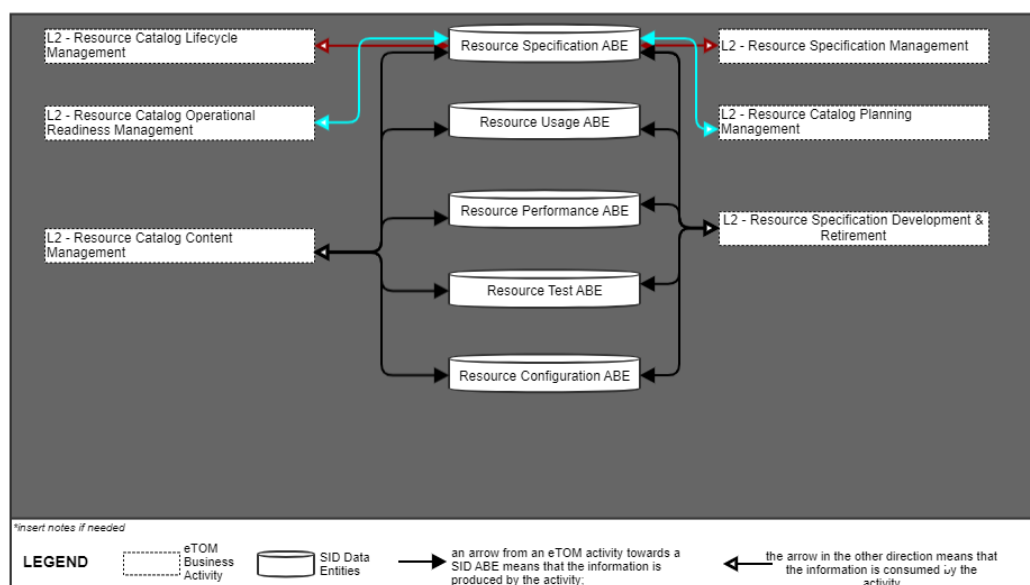 L2 - Resource Catalog Lifecycle
Management
Resource Specification ABE
L2 - Resource Specification Management
L2 - Resource Catalog Operational
Readiness Management
Resource Usage ABE
L2 - Resource Catalog Planning
Management
Resource Performance ABE
L2 - Resource Catalog Content
Management
L2 - Resource Specification Development &
Retirement
Resource Test ABE
Resource Configuration ABE
*insert notes if needed
LEGEND
eTOM
Business
Activity
SID Data
Entities
an arrow from an eTOM activity towards a
SID ABE means that the information is
produced by the activity;
the arrow in the other direction means that
the information is consumed by the
activity